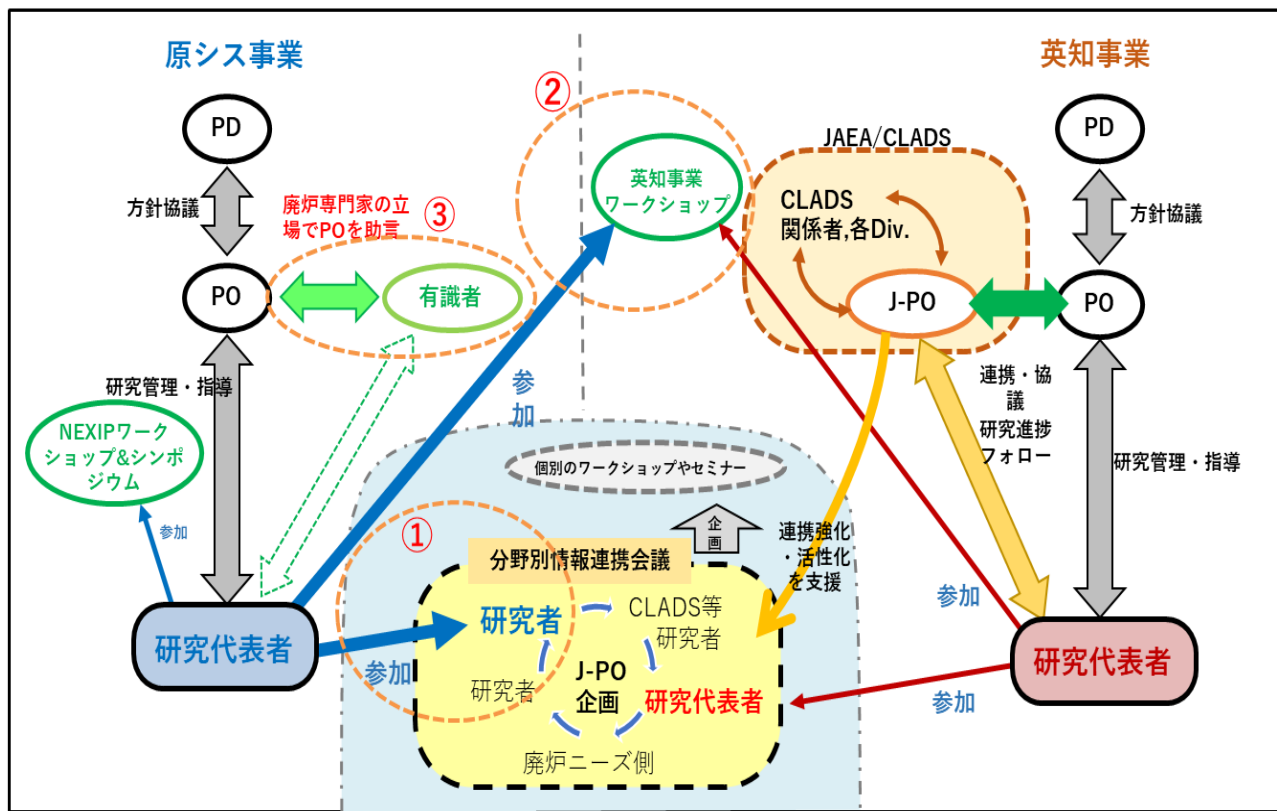 原シス事業
英知事業
②
PD
PD
JAEA/CLADS
英知事業
ワークショップ
CLADS
関係者,各Div.
方針協議
方針協議
廃炉専門家の立
場でPOを助言
③
PO
有識者
J-PO
PO
参
加
研究管理・指導
連携・協
議
研究進捗
フォロー
研究管理・指導
NEXIPワーク
ショップ&シンポ
ジウム
個別のワークショップやセミナー
参加
①
企
画
連携強化
・活性化
を支援
分野別情報連携会議
研究者
CLADS等
研究者
参加
研究代表者
参加
研究者
J-PO
企画
研究代表者
研究代表者
参加
廃炉ニーズ側